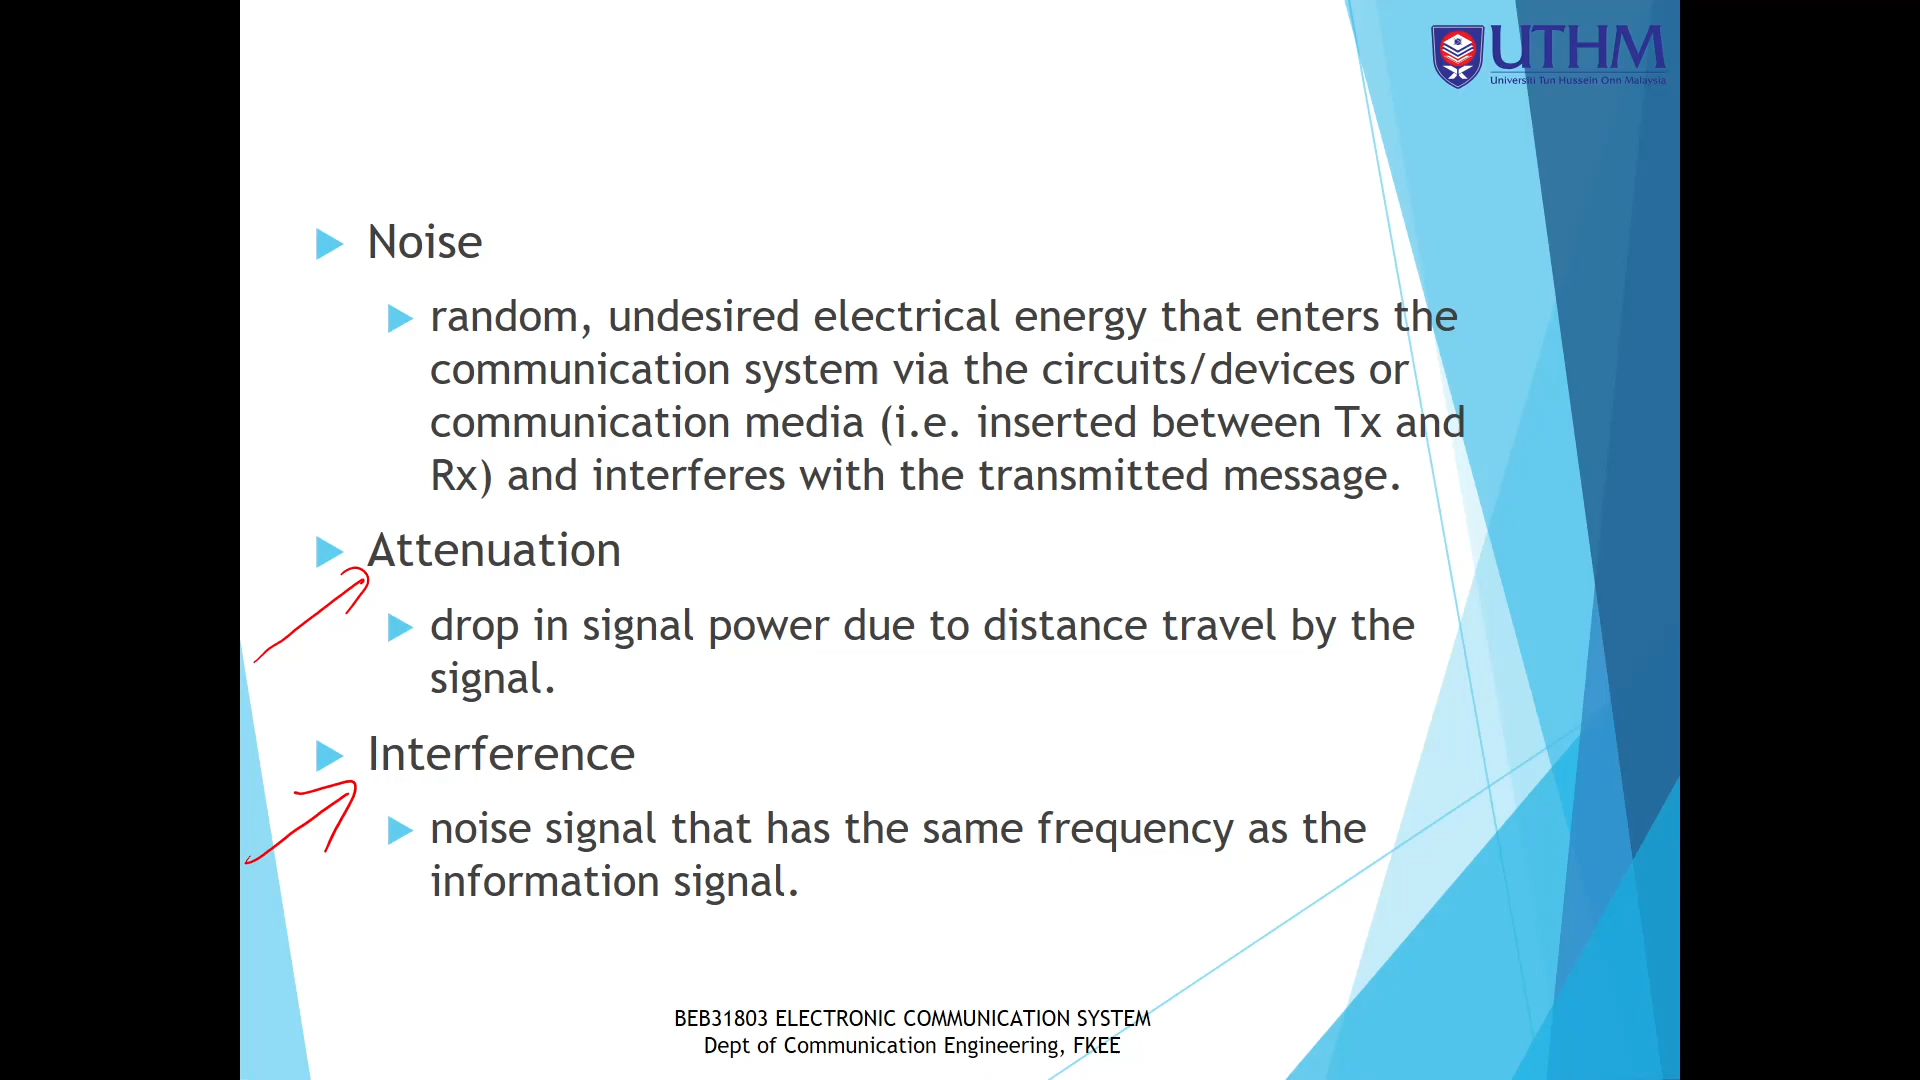 UTHM
Universiti Tun Hussein Onn Malaysia
Noise
random, undesired electrical energy that enters the
communication system via the circuits/devices or
communication media (i.e. inserted between Tx and
Rx) and interferes with the transmitted message.
Attenuation
drop in signal power due to distance travel by the
signal.
Interference
noise signal that has the same frequency as the
information signal.
BEB31803 ELECTRONIC COMMUNICATION SYSTEM
Dept of Communication Engineering, FKEE